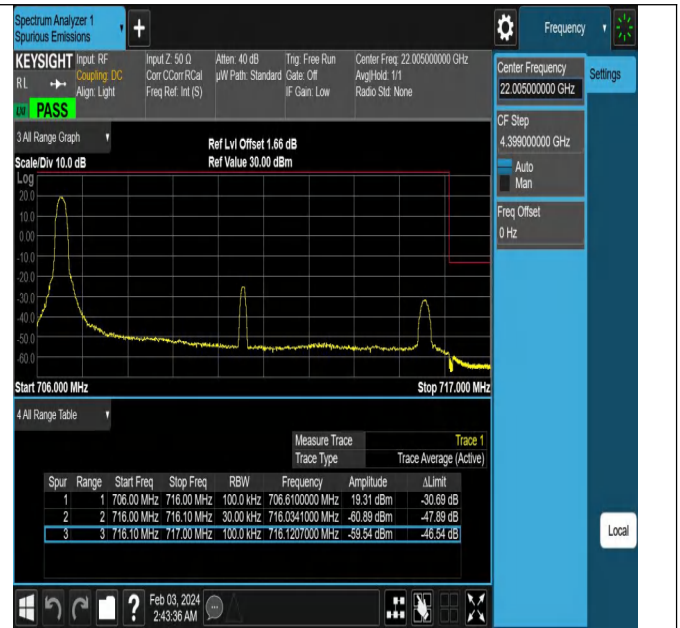 Spectrum Analyzer 1
Spurious Emissions
Frequency
KEYSIGHT
RL
Input: RF
Coupling: DC
Align: Light
Input Z: 50 Ω
Corr CCorr RCal
Freq Ref: Int (S)
Atten: 40 dB
µW Path: Standard
Trig: Free Run
Gate: Off
IF Gain: Low
Center Freq: 22.005000000 GHz
Avg|Hold: 1/1
Radio Std: None
PASS
Center Frequency
22.005000000 GHz
Settings
CF Step
4.399000000 GHz
Auto
Man
Freq Offset
0 Hz
3 All Range Graph
Ref Lvl Offset 1.66 dB
Scale/Div 10.0 dB
Ref Value 30.00 dBm
Log
20.0
10.0
0.00
-10.0
-20.0
-30.0
-40.0
-50.0
-60.0
Start 706.000 MHz
Stop 717.000 MHz
4 All Range Table
Measure Trace Trace 1
Trace Type Trace Average (Active)
Spur Range Start Freq Stop Freq RBW Frequency Amplitude ΔLimit
1 1 706.00 MHz 716.00 MHz 100.0 kHz 706.6100000 MHz 19.31 dBm -30.69 dB
2 2 716.00 MHz 716.10 MHz 30.00 kHz 716.0341000 MHz -60.89 dBm -47.89 dB
3 3 716.10 MHz 717.00 MHz 100.0 kHz 716.1207000 MHz -59.54 dBm -46.54 dB
Local
?
Feb 03, 2024
2:43:36 AM